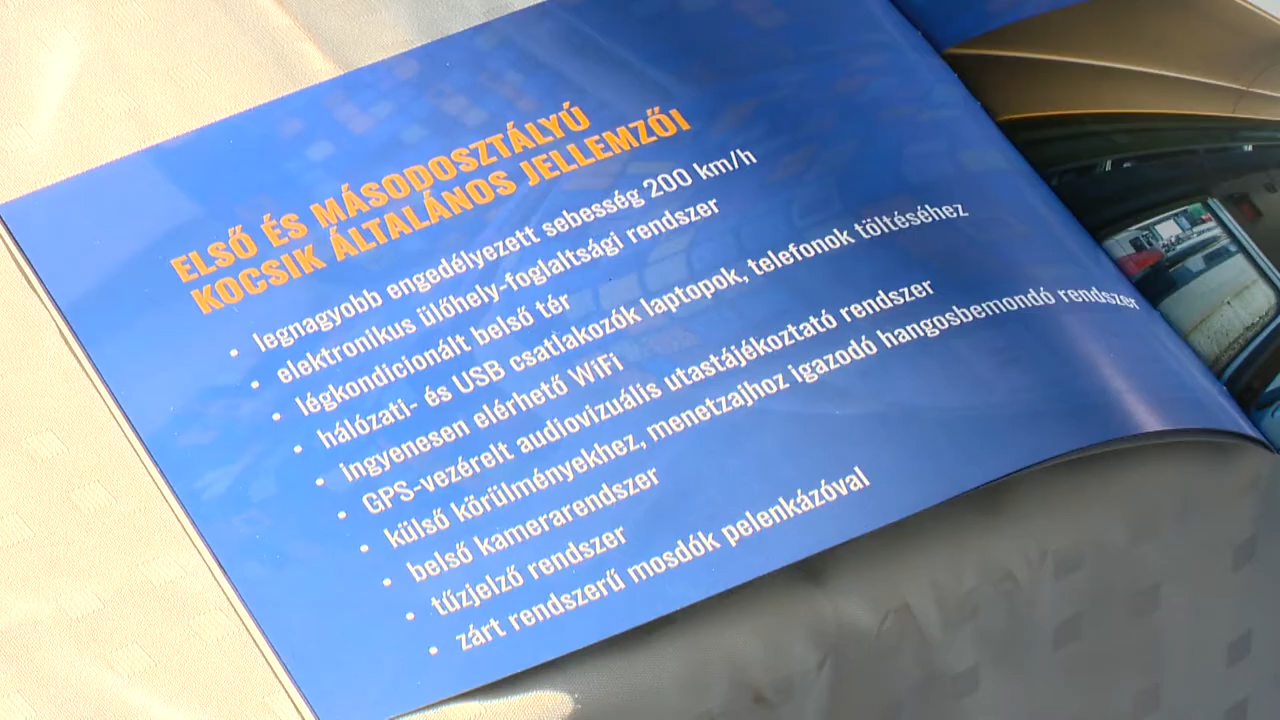 ELSŐ ÉS MÁSODOSZTÁLYÚ
KOCSIK ÁLTALÁNOS JELLEMZŐI
• legnagyobb engedélyezett sebesség 200 km/h
• elektronikus ülőhely-foglaltsági rendszer
• légkondicionált belső tér
• hálózati- és USB csatlakozók laptopok, telefonok töltéséhez
• ingyenesen elérhető WiFi
• GPS-vezérelt audiovizuális utastájékoztató rendszer
• külső körülményekhez, menetzajhoz igazodó hangosbemondó rendszer
• belső kamerarendszer
• tűzjelző rendszer
• zárt rendszerű mosdók pelenkázóval